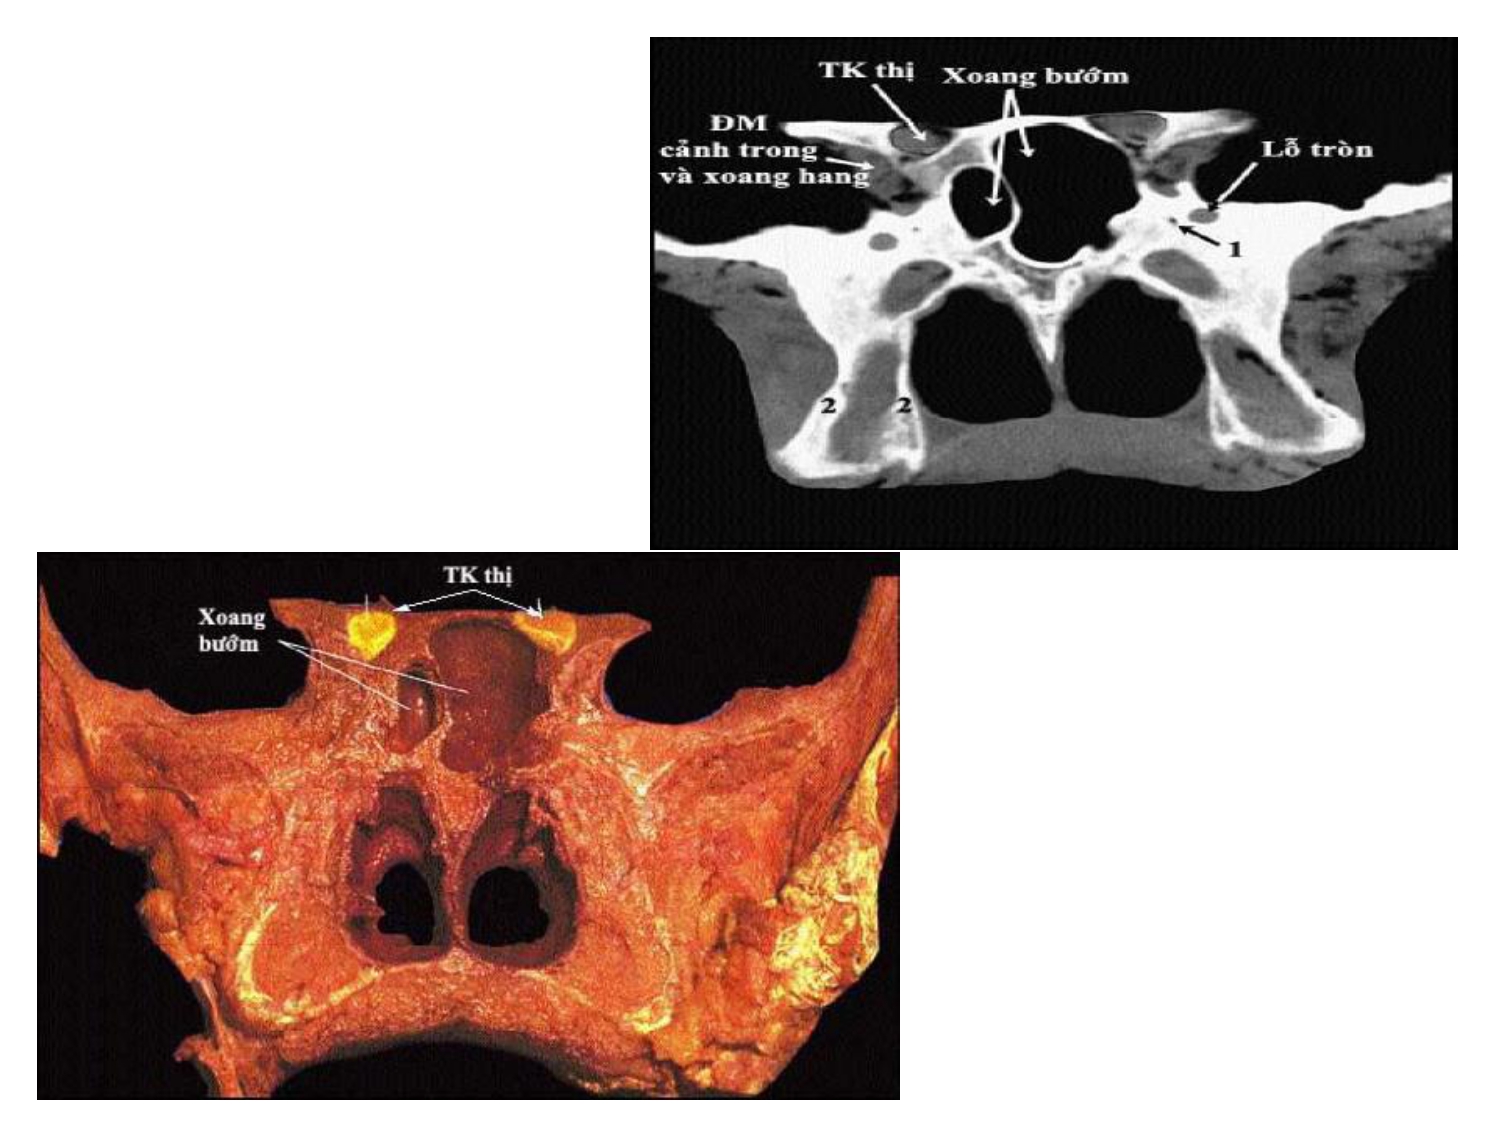 TK thị
Xoang bướm
ĐM
cảnh trong
và xoang hang
Lỗ tròn
1
2
2
TK thị
Xoang
bướm